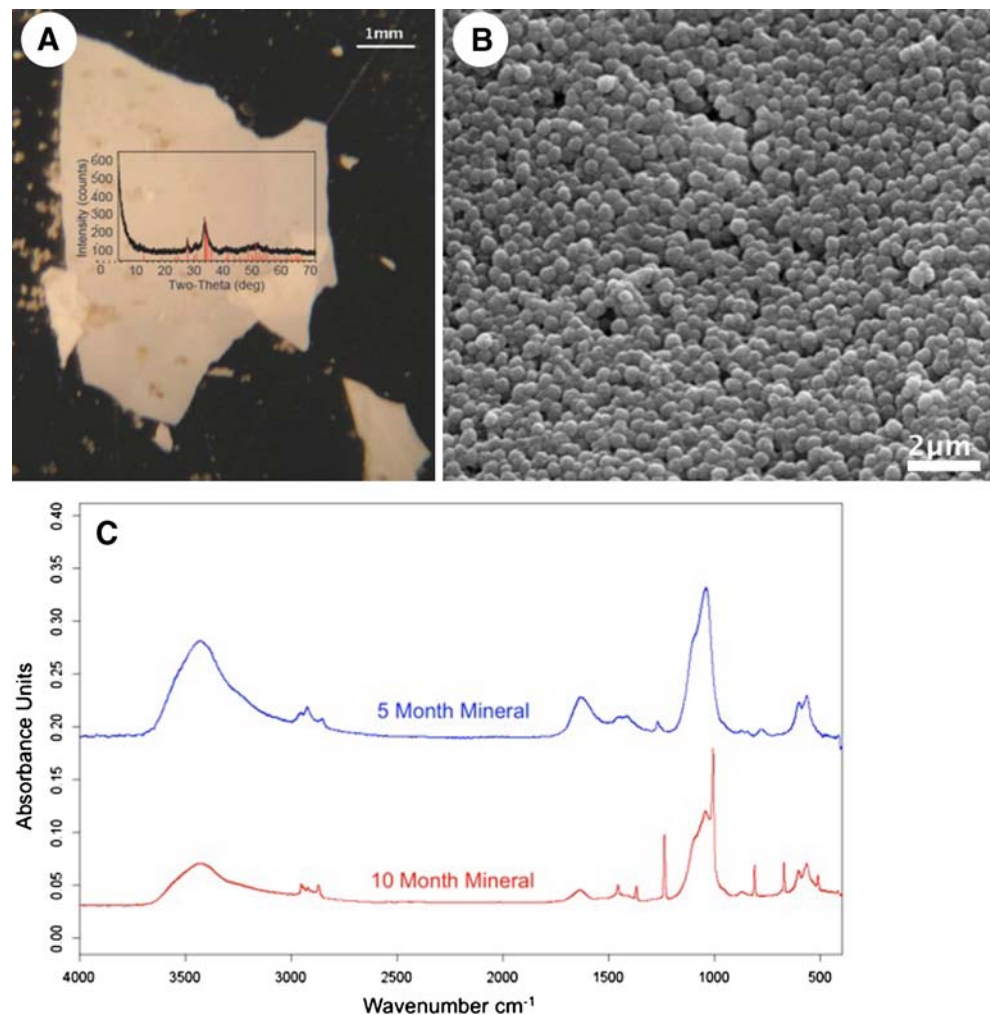 A
1mm
600
500
400
300
200
100
0
Intensity (counts)
10 20 30 40 50 60 70
Two-Theta (deg)
B
2µm
C
0.40
0.35
0.30
0.25
0.20
0.15
0.10
0.05
0.00
Absorbance Units
5 Month Mineral
10 Month Mineral
4000 3500 3000 2500 2000 1500 1000 500
Wavenumber cm-1